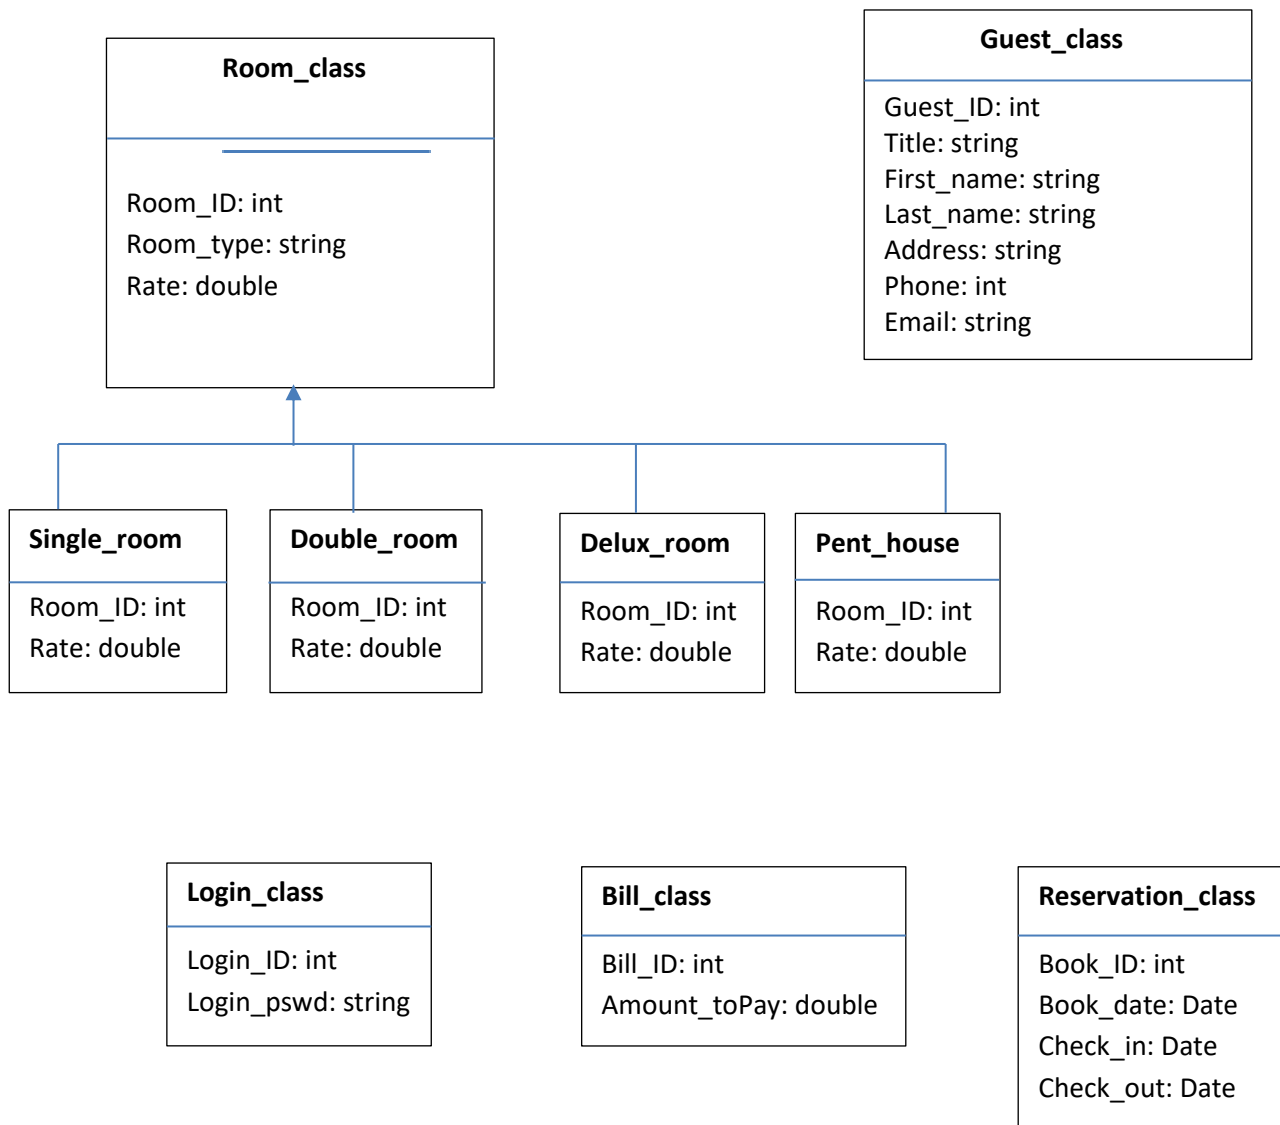 Room_class
Room_ID: int
Room_type: string
Rate: double
Guest_class
Guest_ID: int
Title: string
First_name: string
Last_name: string
Address: string
Phone: int
Email: string
Single_room
Room_ID: int
Rate: double
Double_room
Room_ID: int
Rate: double
Delux_room
Room_ID: int
Rate: double
Pent_house
Room_ID: int
Rate: double
Login_class
Login_ID: int
Login_pswd: string
Bill_class
Bill_ID: int
Amount_toPay: double
Reservation_class
Book_ID: int
Book_date: Date
Check_in: Date
Check_out: Date